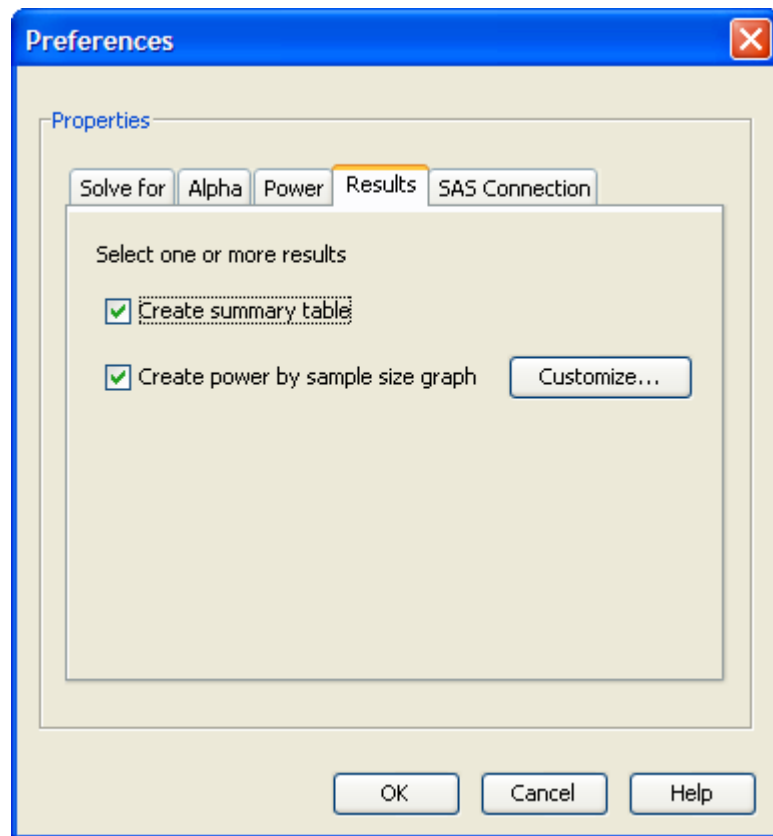 Preferences
Properties
Solve for Alpha Power Results SAS Connection
Select one or more results
Create summary table
Create power by sample size graph Customize...
OK Cancel Help